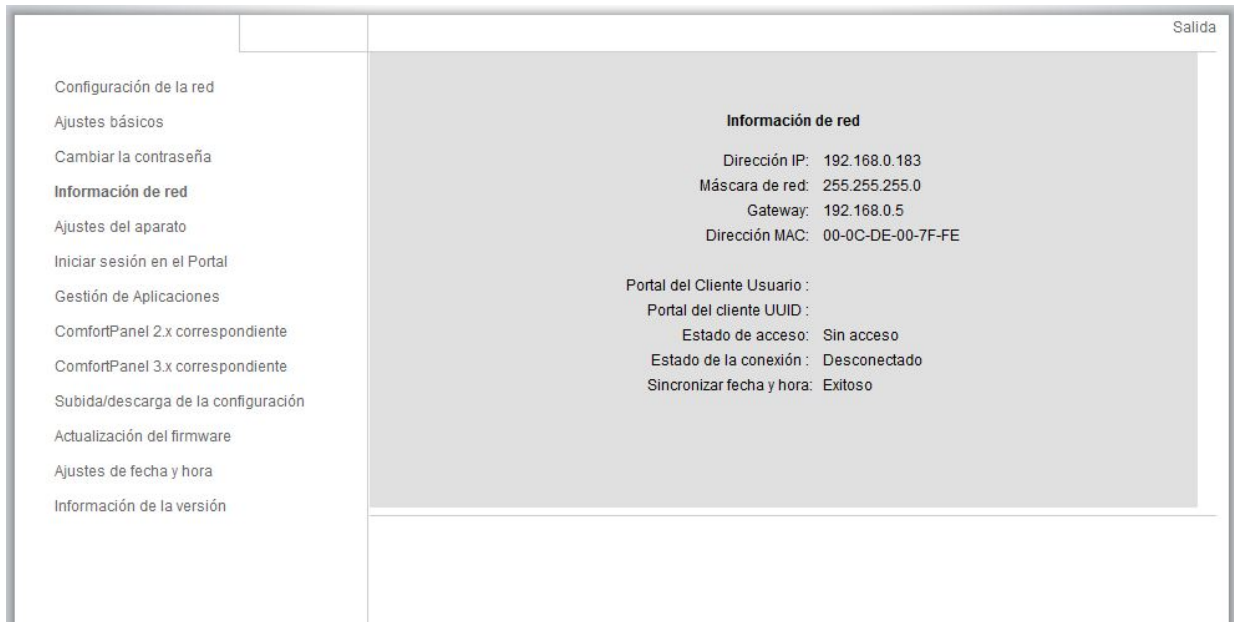 Salida
Configuración de la red
Ajustes básicos
Cambiar la contraseña
Información de red
Ajustes del aparato
Iniciar sesión en el Portal
Gestión de Aplicaciones
ComfortPanel 2.x correspondiente
ComfortPanel 3.x correspondiente
Subida/descarga de la configuración
Actualización del firmware
Ajustes de fecha y hora
Información de la versión
Información de red
Dirección IP: 192.168.0.183
Máscara de red: 255.255.255.0
Gateway: 192.168.0.5
Dirección MAC: 00-0C-DE-00-7F-FE
Portal del Cliente Usuario :
Portal del cliente UUID :
Estado de acceso: Sin acceso
Estado de la conexión : Desconectado
Sincronizar fecha y hora: Exitoso